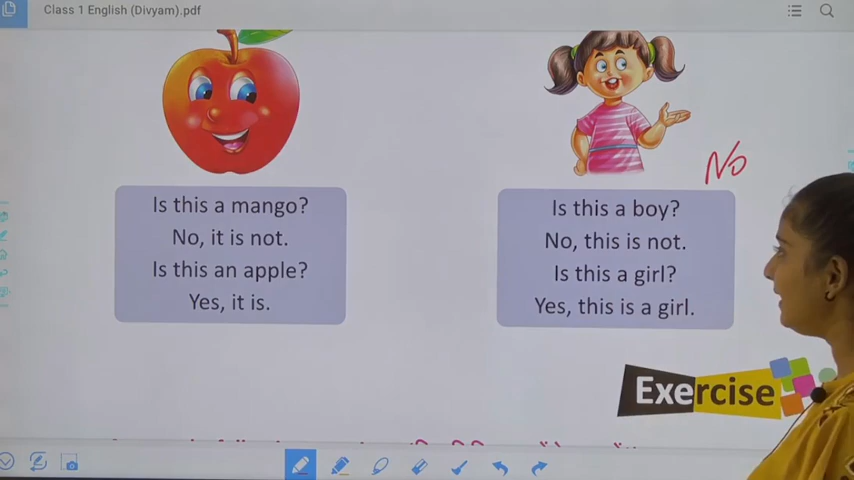 Class 1 English (Divyam).pdf
Is this a mango?
No, it is not.
Is this an apple?
Yes, it is.
No
Is this a boy?
No, this is not.
Is this a girl?
Yes, this is a girl.
Exercise